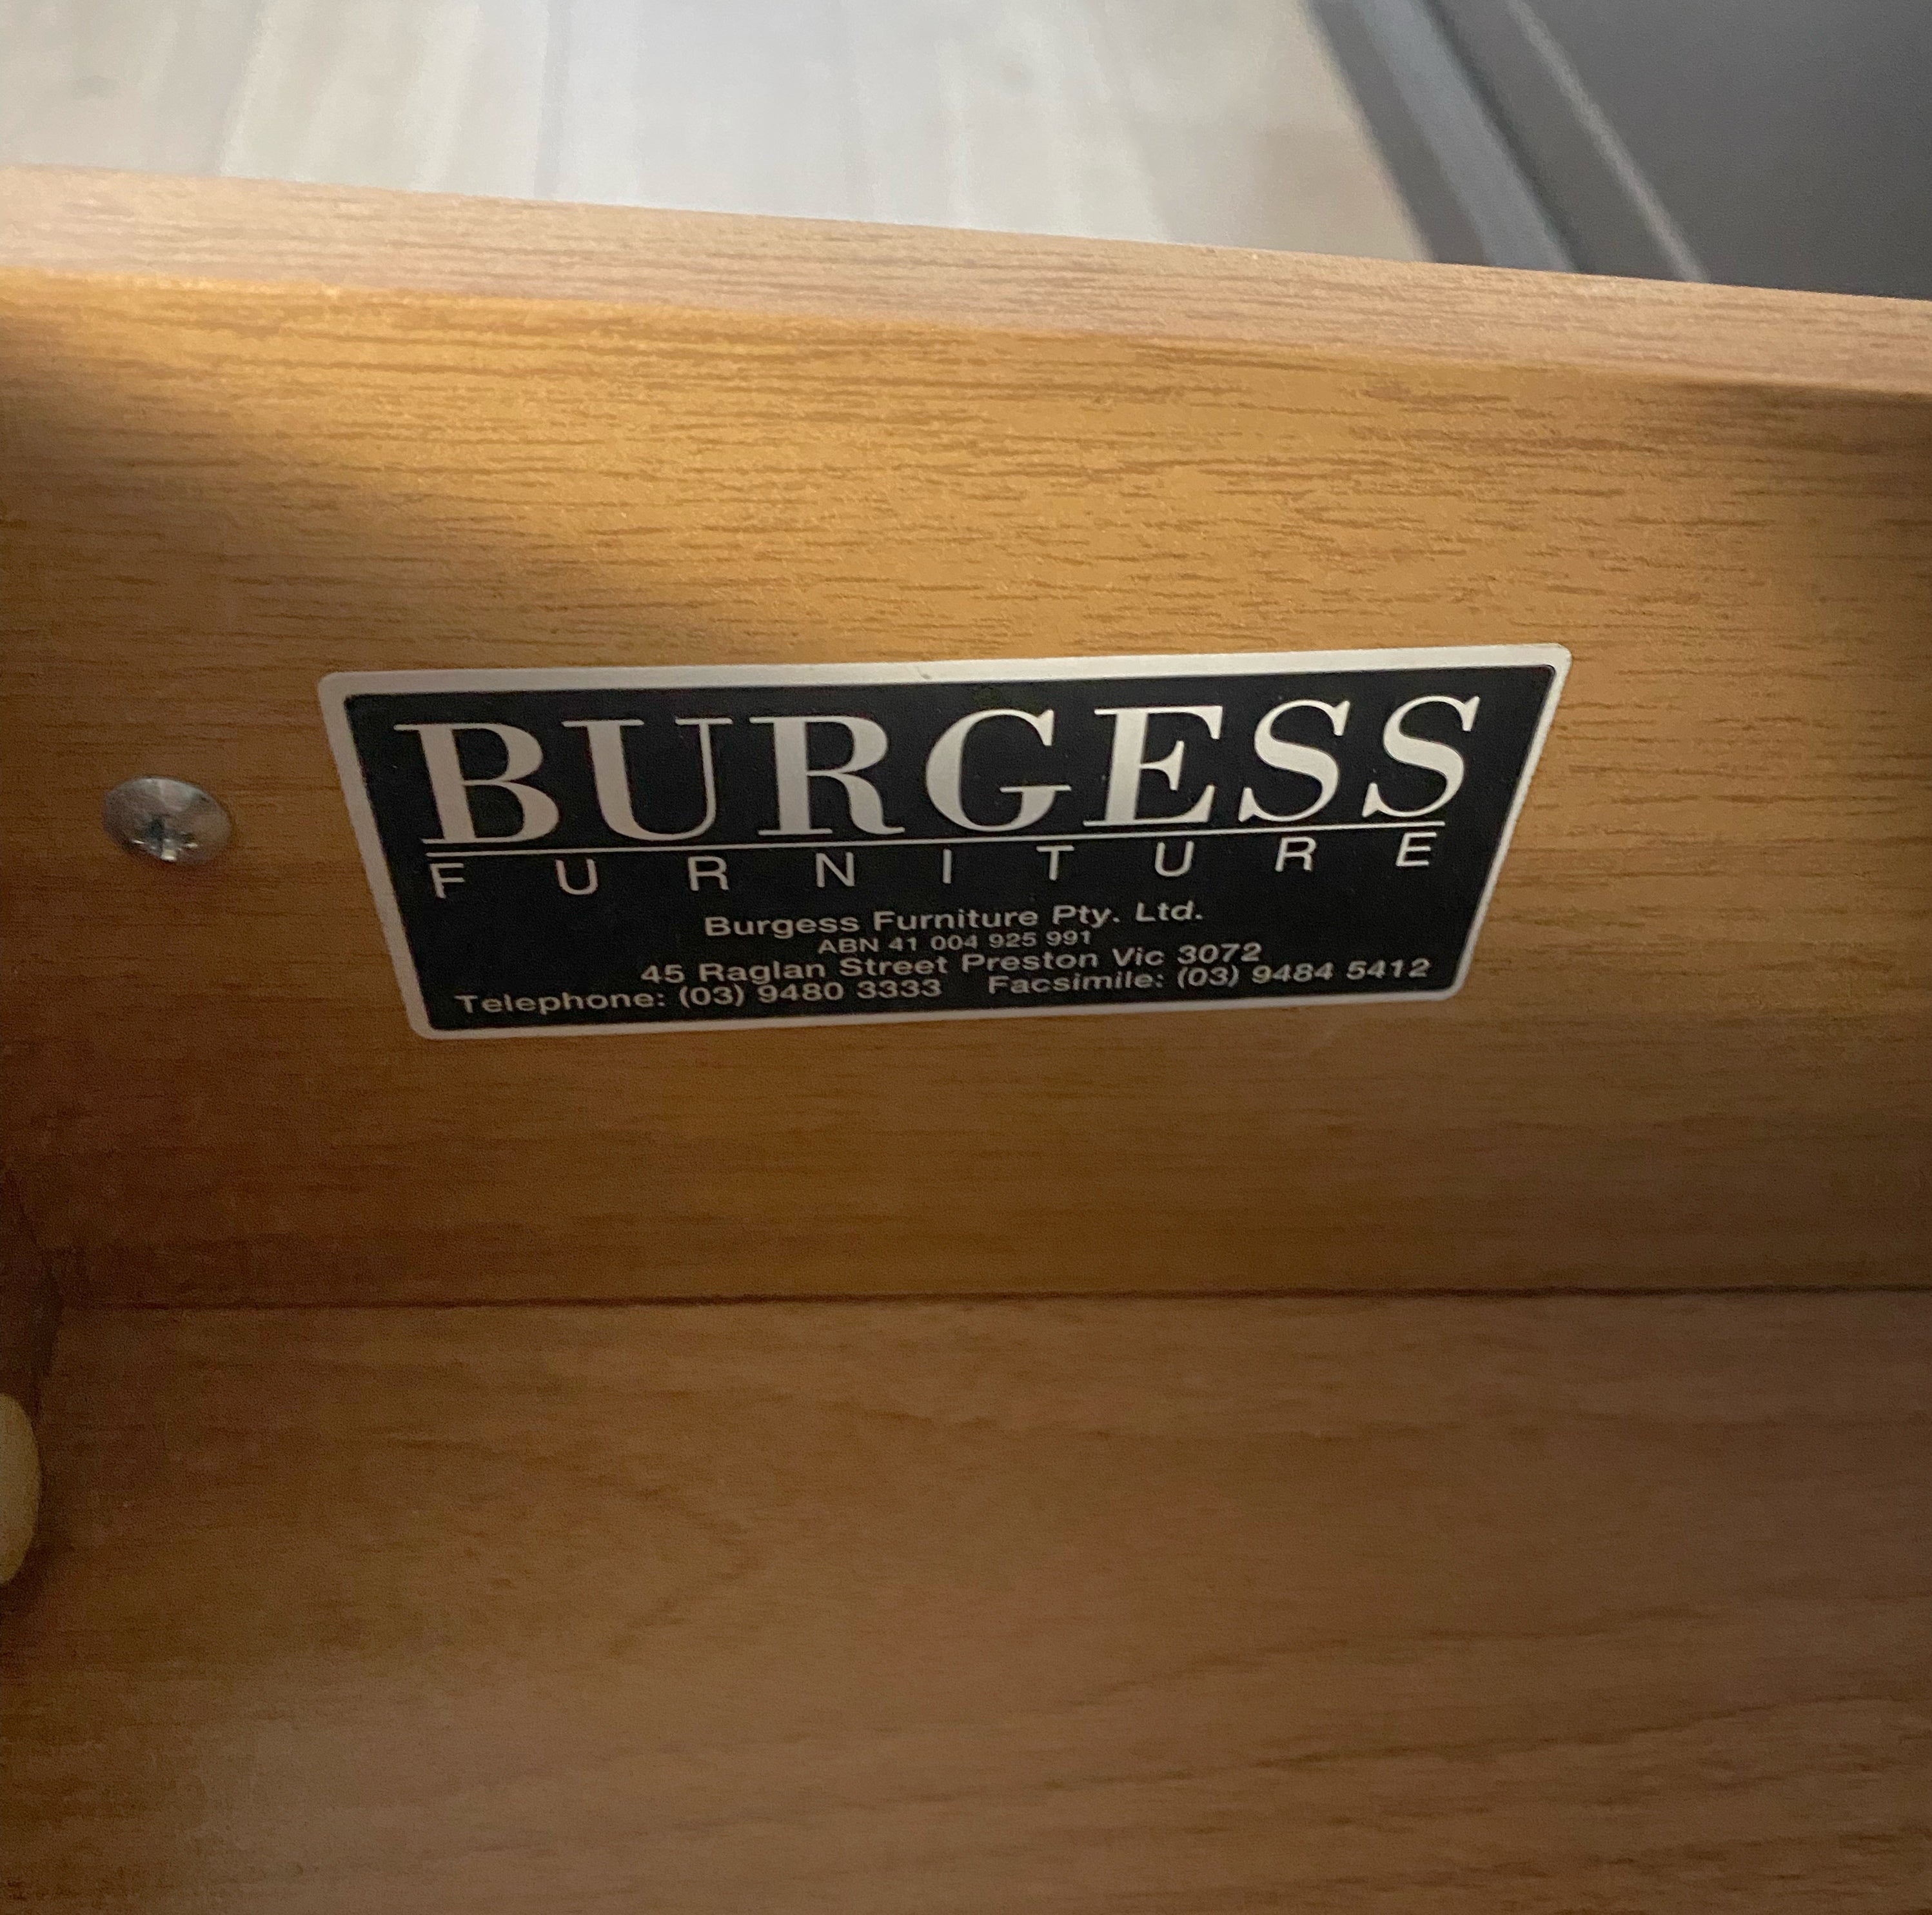 BURGESS
FURNITURE
Burgess Furniture Pty. Ltd.
ABN 41 004 925 991
45 Raglan Street Preston Vic 3072
Telephone: (03) 9480 3333 Facsimile: (03) 9484 5412